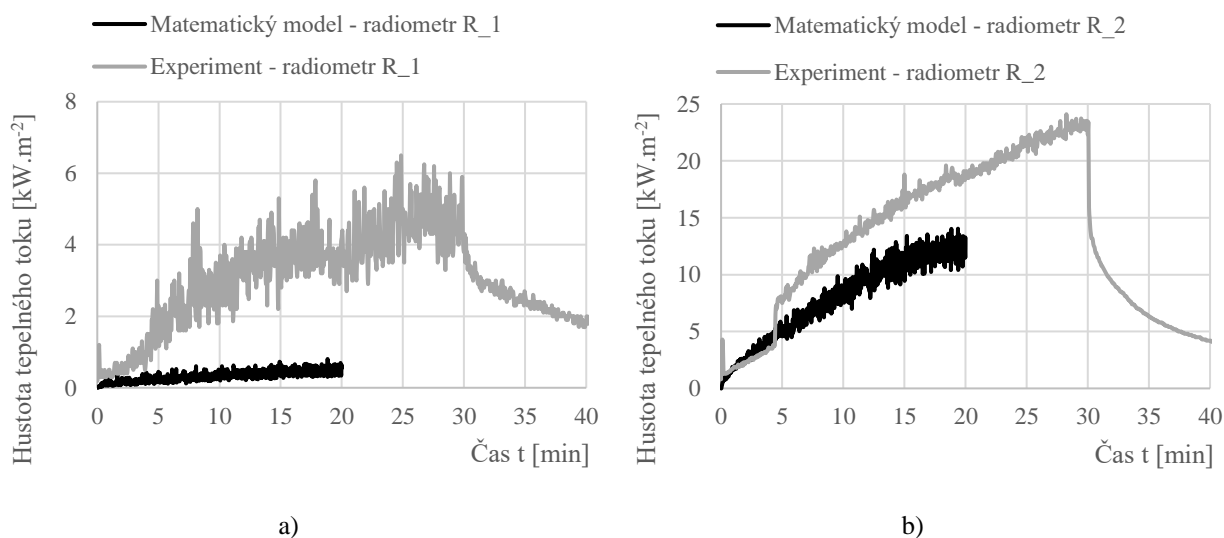 Matematický model - radiometr R_1
Experiment - radiometr R_1
Hustota tepelného toku [kW.m-2]
8
6
4
2
0
0 5 10 15 20 25 30 35 40
Čas t [min]
a)
Matematický model - radiometr R_2
Experiment - radiometr R_2
Hustota tepelného toku [kW.m-2]
25
20
15
10
5
0
0 5 10 15 20 25 30 35 40
Čas t [min]
b)